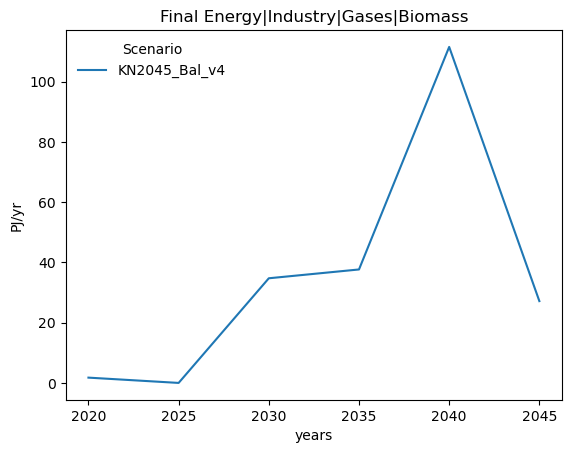 Final Energy|Industry|Gases|Biomass
Scenario
KN2045_Bal_v4
100
80
60
40
20
0
PJ/yr
2020 2025 2030 2035 2040 2045
years